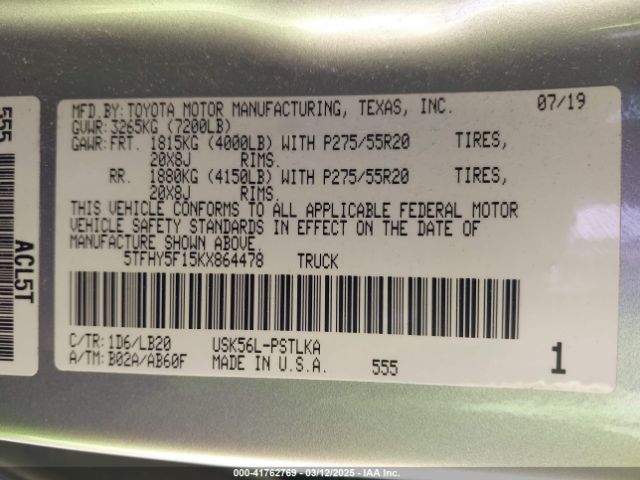 MFD.BY:TOYOTA MOTOR MANUFACTURING, TEXAS, INC. 07/19
GVWR:3265KG (7200LB)
GAWR:FRT. 1815KG (4000LB) WITH P275/55R20 TIRES,
20X8J RIMS.
RR. 1880KG (4150LB) WITH P275/55R20 TIRES,
20X8J RIMS.
THIS VEHICLE CONFORMS TO ALL APPLICABLE FEDERAL MOTOR
VEHICLE SAFETY STANDARDS IN EFFECT ON THE DATE OF
MANUFACTURE SHOWN ABOVE.
5TFHY5F15KX864478 TRUCK
C/TR:1D6/LB20 USK56L-PSTLKA
A/TM:B02A/AB60F MADE IN U.S.A. 555 1
555
ACL5T
000-41762769 - 03/12/2025 - IAA Inc.